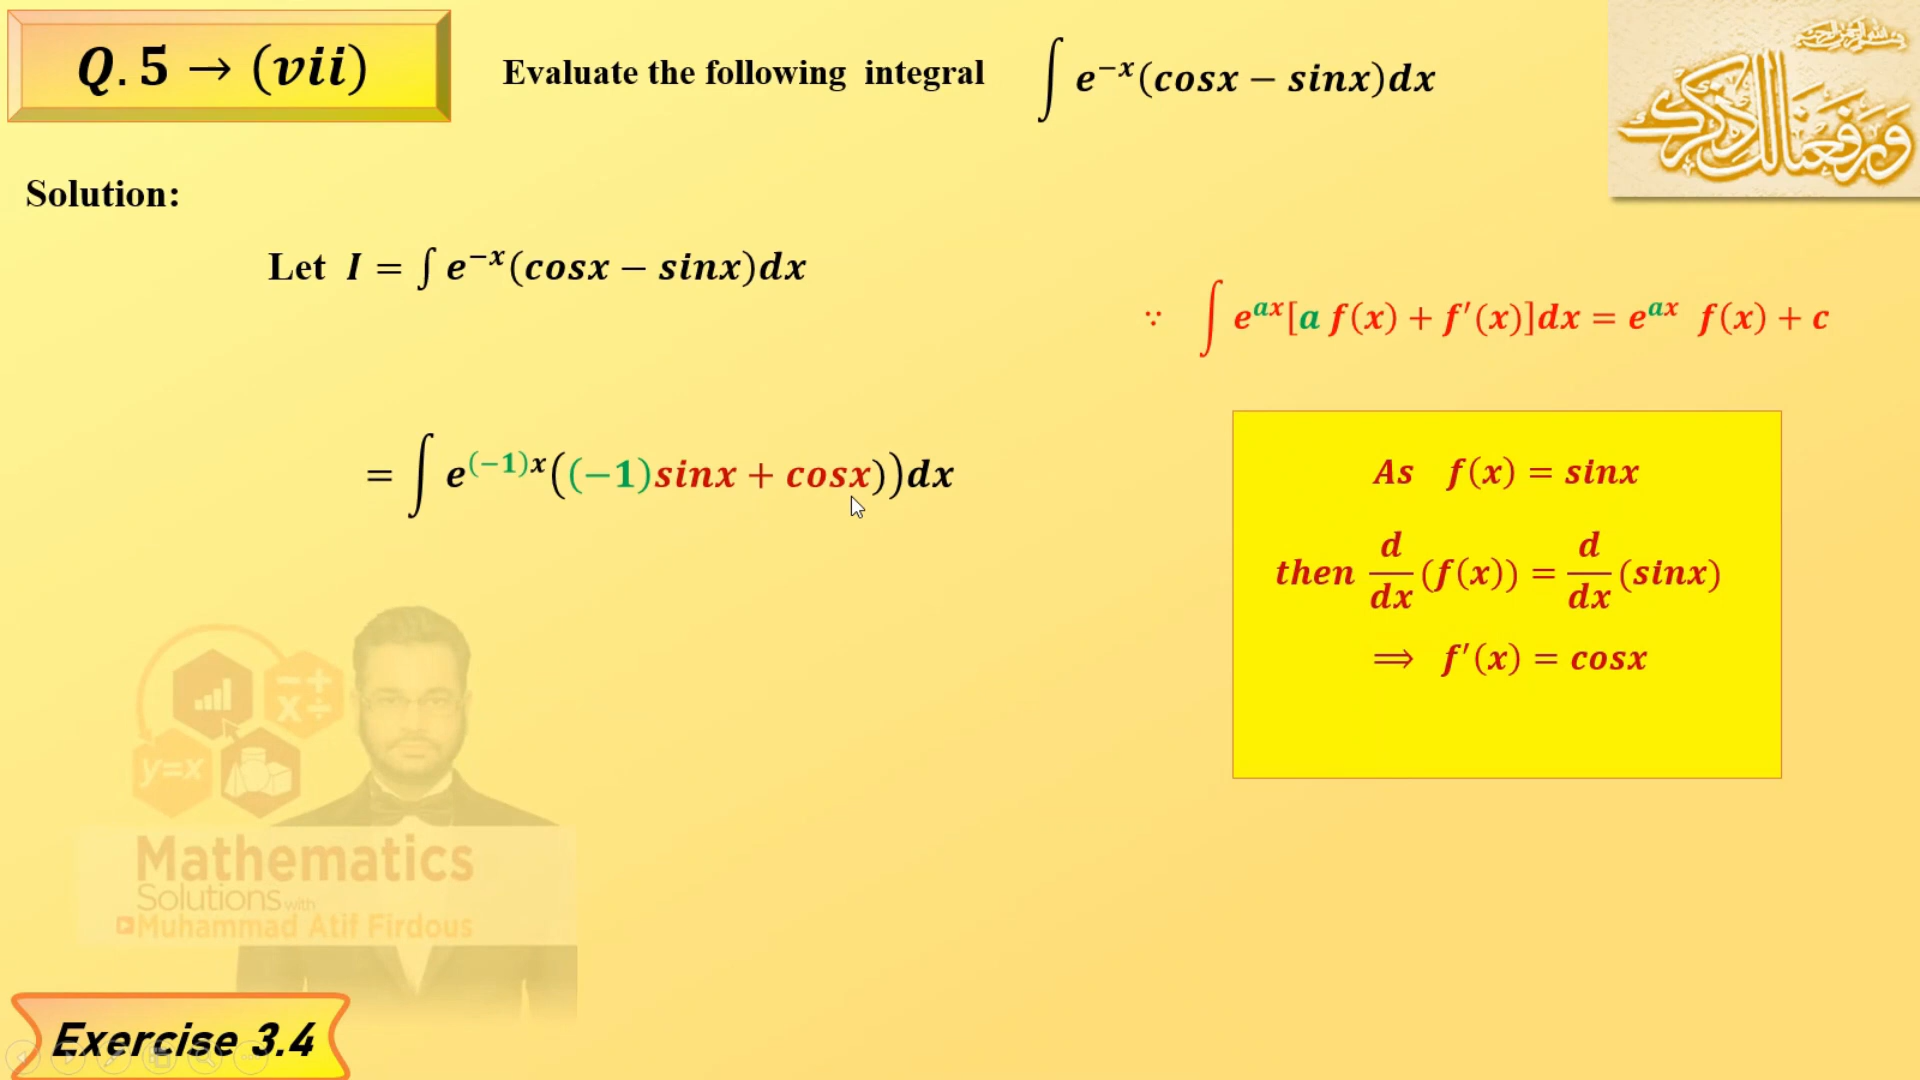 Q.5 → (vii)
Evaluate the following integral ∫ e^{-x}(cosx − sinx)dx
وَرَفَعْنَا لَكَ ذِكْرَكَ
Solution:
Let I = ∫ e^{-x}(cosx − sinx)dx
∵ ∫ e^{ax}[a f(x) + f′(x)]dx = e^{ax} f(x) + c
= ∫ e^{(−1)x}((−1)sinx + cosx))dx
As f(x) = sinx
then d/dx (f(x)) = d/dx (sinx)
⟹ f′(x) = cosx
y=x
Mathematics
Solutions with
Muhammad Atif Firdous
Exercise 3.4